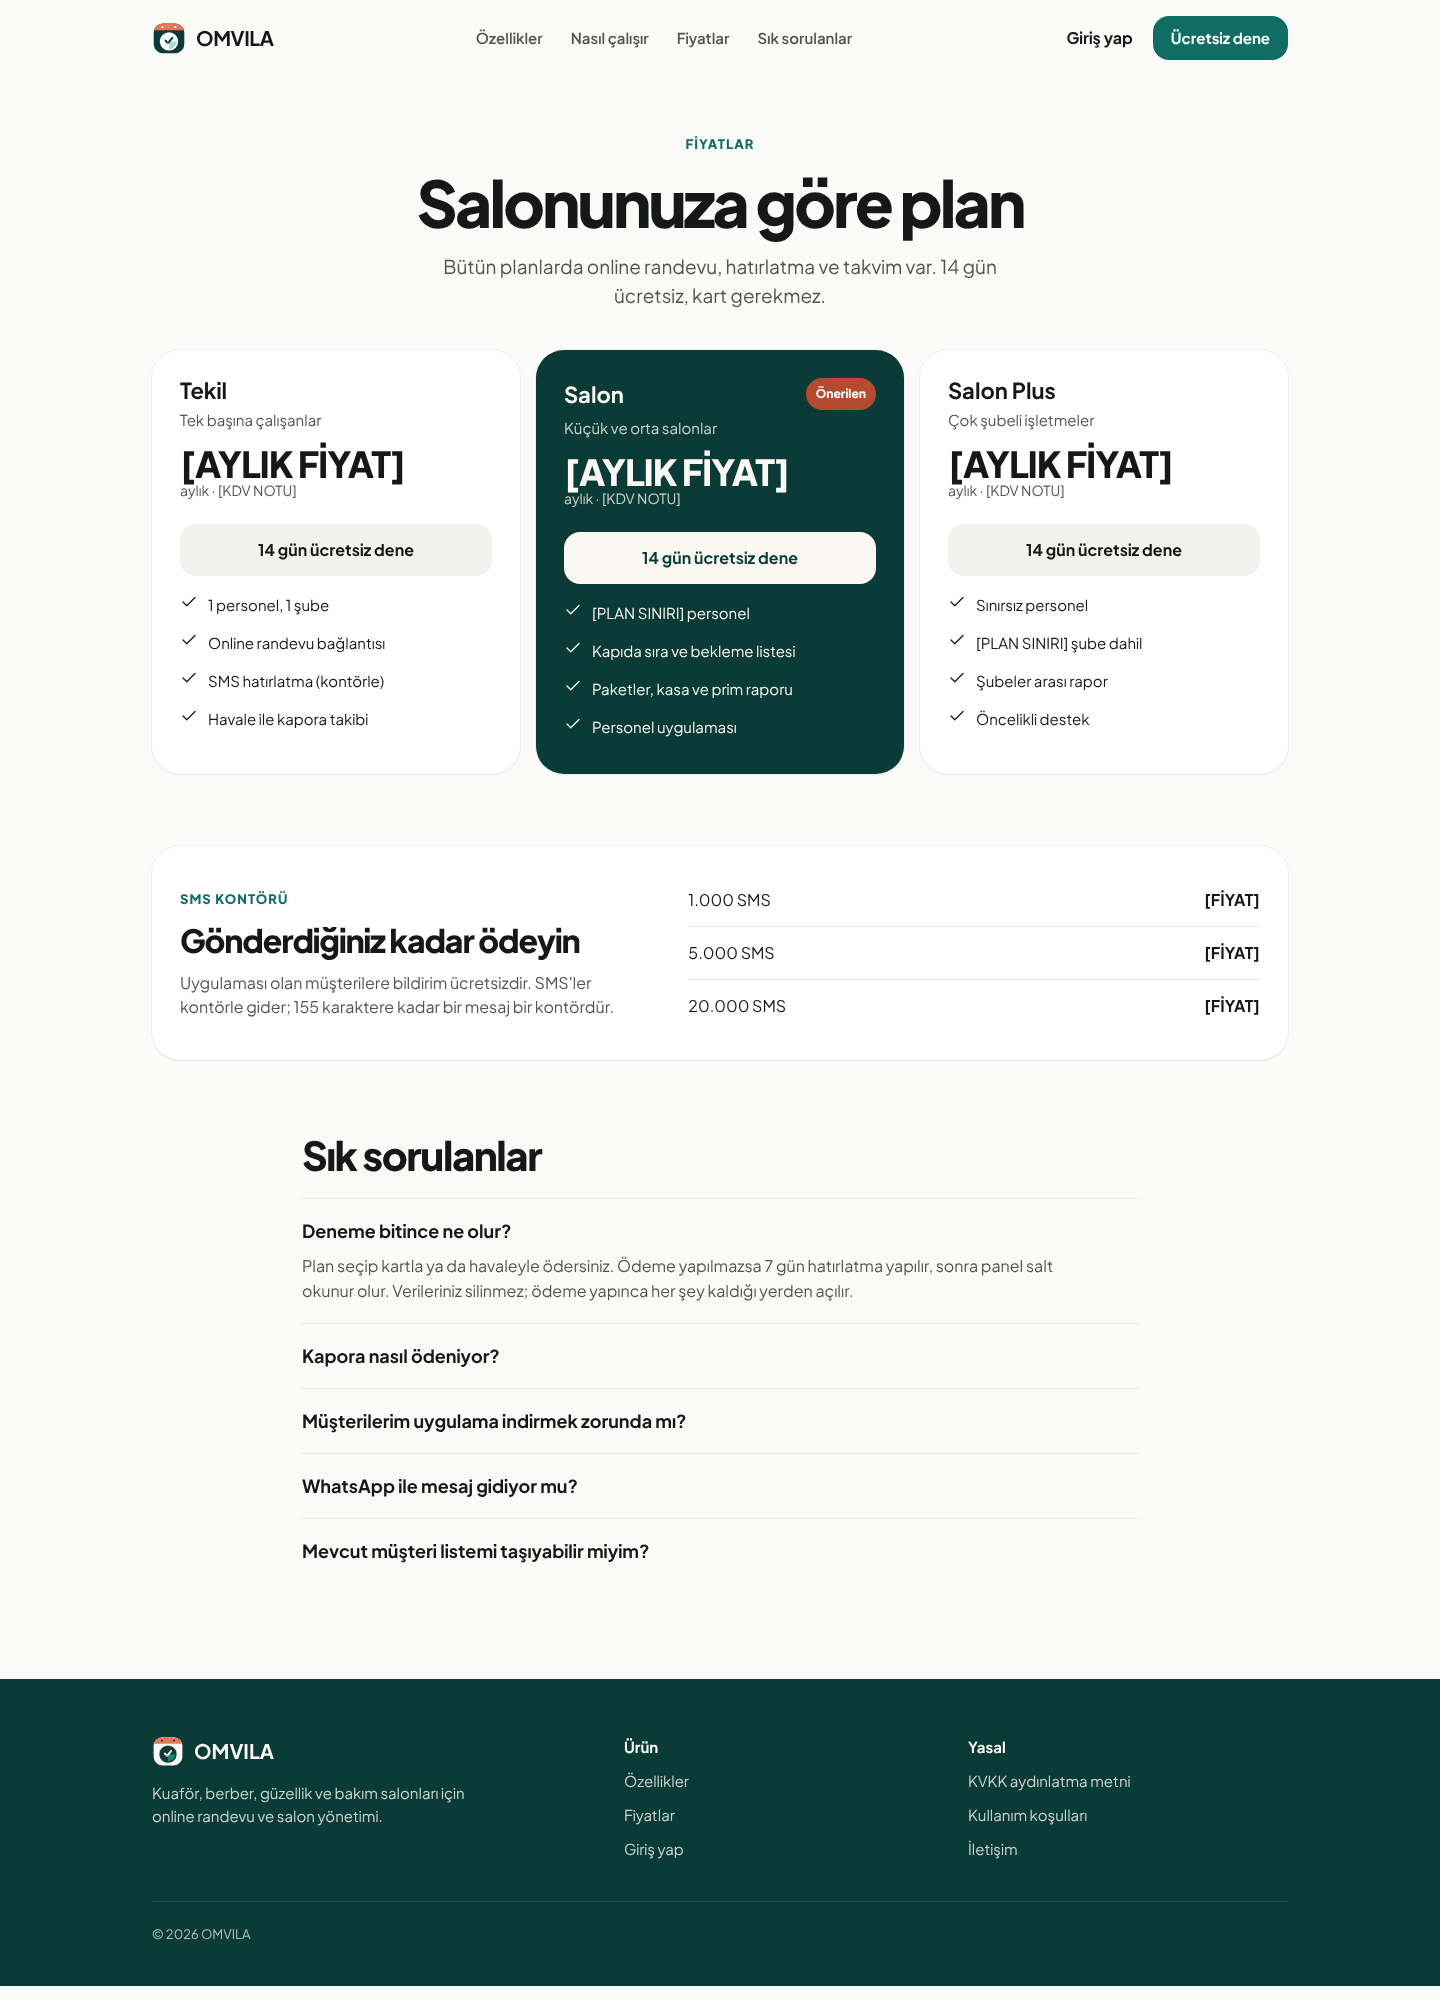 OMVILA
Özellikler
Nasıl çalışır
Fiyatlar
Sık sorulanlar
Giriş yap
Ücretsiz dene
FİYATLAR
Salonunuza göre plan
Bütün planlarda online randevu, hatırlatma ve takvim var. 14 gün
ücretsiz, kart gerekmez.
Tekil
Tek başına çalışanlar
[AYLIK FİYAT]
aylık · [KDV NOTU]
14 gün ücretsiz dene
1 personel, 1 şube
Online randevu bağlantısı
SMS hatırlatma (kontörle)
Havale ile kapora takibi
Salon
Önerilen
Küçük ve orta salonlar
[AYLIK FİYAT]
aylık · [KDV NOTU]
14 gün ücretsiz dene
[PLAN SINIRI] personel
Kapıda sıra ve bekleme listesi
Paketler, kasa ve prim raporu
Personel uygulaması
Salon Plus
Çok şubeli işletmeler
[AYLIK FİYAT]
aylık · [KDV NOTU]
14 gün ücretsiz dene
Sınırsız personel
[PLAN SINIRI] şube dahil
Şubeler arası rapor
Öncelikli destek
SMS KONTÖRÜ
Gönderdiğiniz kadar ödeyin
Uygulaması olan müşterilere bildirim ücretsizdir. SMS'ler
kontörle gider; 155 karaktere kadar bir mesaj bir kontördür.
1.000 SMS [FİYAT]
5.000 SMS [FİYAT]
20.000 SMS [FİYAT]
Sık sorulanlar
Deneme bitince ne olur?
Plan seçip kartla ya da havaleyle ödersiniz. Ödeme yapılmazsa 7 gün hatırlatma yapılır, sonra panel salt
okunur olur. Verileriniz silinmez; ödeme yapınca her şey kaldığı yerden açılır.
Kapora nasıl ödeniyor?
Müşterilerim uygulama indirmek zorunda mı?
WhatsApp ile mesaj gidiyor mu?
Mevcut müşteri listemi taşıyabilir miyim?
OMVILA
Kuaför, berber, güzellik ve bakım salonları için
online randevu ve salon yönetimi.
Ürün
Özellikler
Fiyatlar
Giriş yap
Yasal
KVKK aydınlatma metni
Kullanım koşulları
İletişim
© 2026 OMVILA